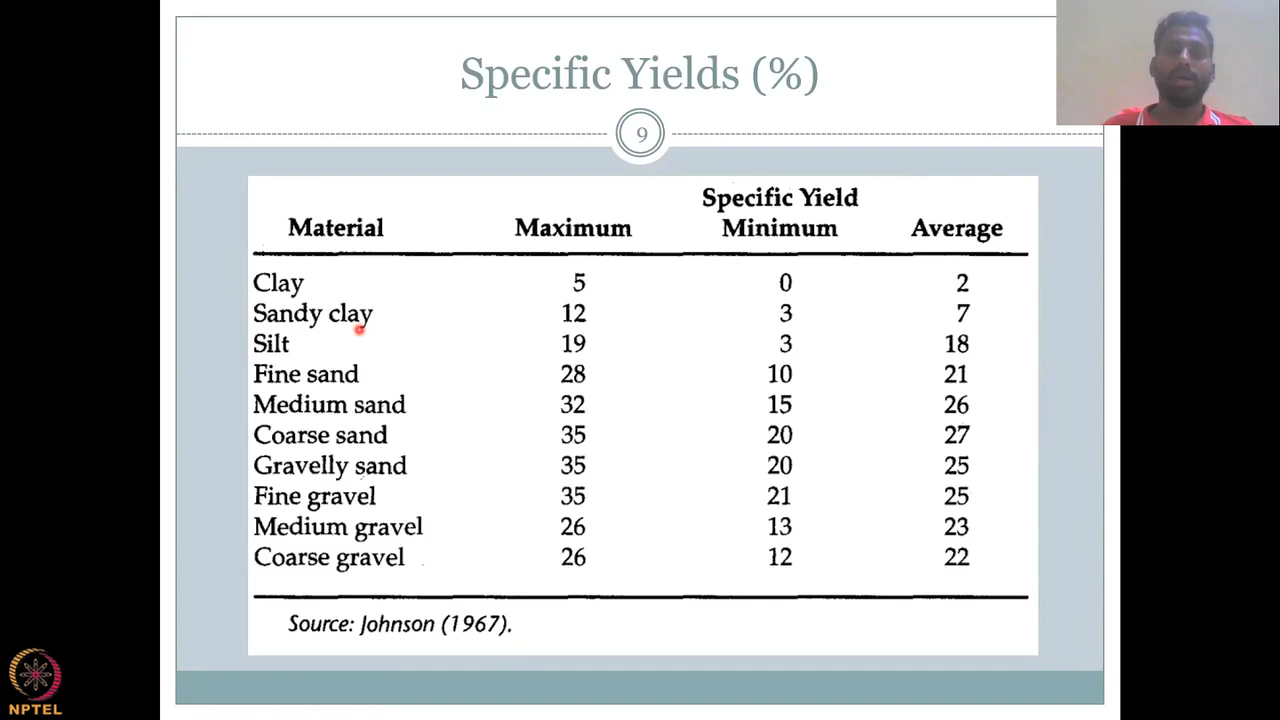 Specific Yields (%)
9
Specific Yield
Material Maximum Minimum Average
Clay 5 0 2
Sandy clay 12 3 7
Silt 19 3 18
Fine sand 28 10 21
Medium sand 32 15 26
Coarse sand 35 20 27
Gravelly sand 35 20 25
Fine gravel 35 21 25
Medium gravel 26 13 23
Coarse gravel 26 12 22
Source: Johnson (1967).
NPTEL